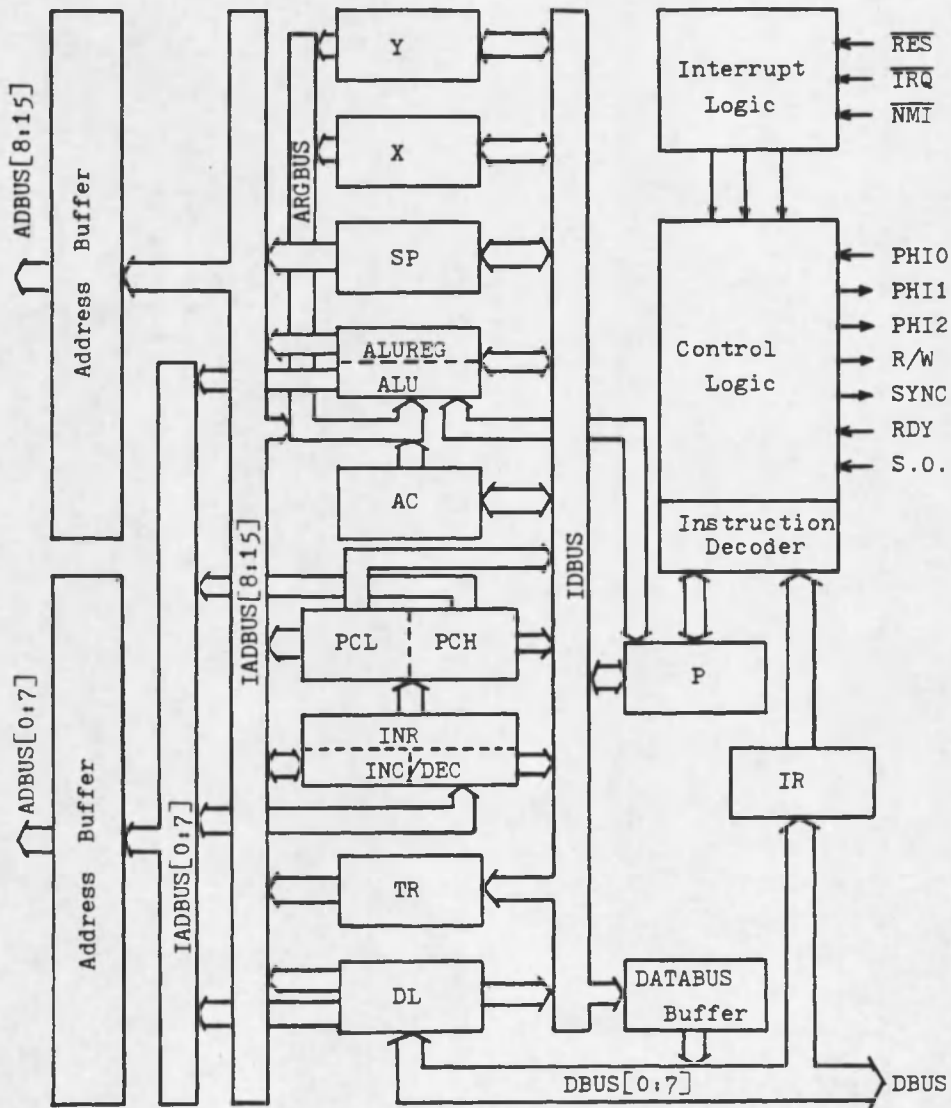 ADBUS[8:15]
Address Buffer
ADBUS[0:7]
Address Buffer
IADBUS[0:7]
IADBUS[8:15]
ARGBUS
Y
X
SP
ALUREG
ALU
AC
PCL
PCH
INR
INC/DEC
TR
DL
IDBUS
Interrupt
Logic
RES
IRQ
NMI
Control
Logic
PHI0
PHI1
PHI2
R/W
SYNC
RDY
S.O.
Instruction
Decoder
P
IR
DATABUS
Buffer
DBUS[0:7]
DBUS